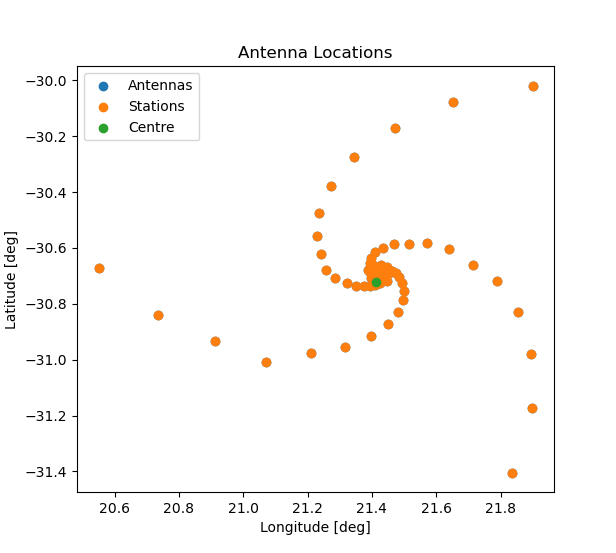 Antenna Locations
Antennas
Stations
Centre
−30.0
−30.2
−30.4
−30.6
−30.8
−31.0
−31.2
−31.4
Latitude [deg]
20.6 20.8 21.0 21.2 21.4 21.6 21.8
Longitude [deg]